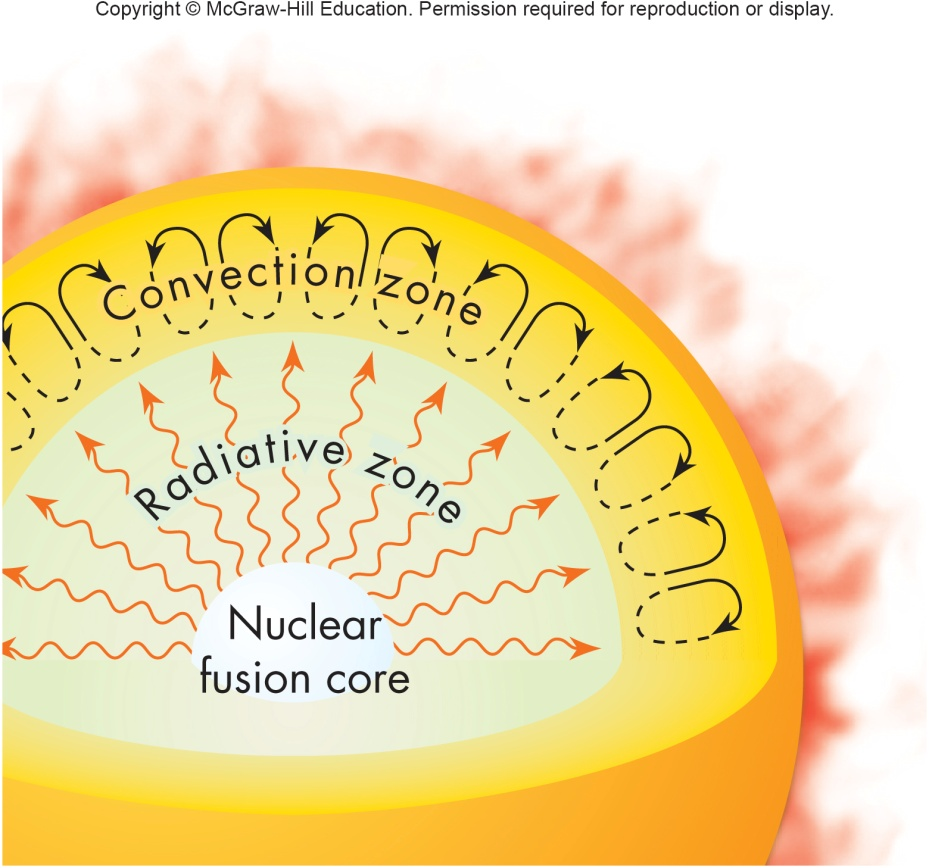 Copyright © McGraw-Hill Education. Permission required for reproduction or display.
Convection zone
Radiative zone
Nuclear
fusion core